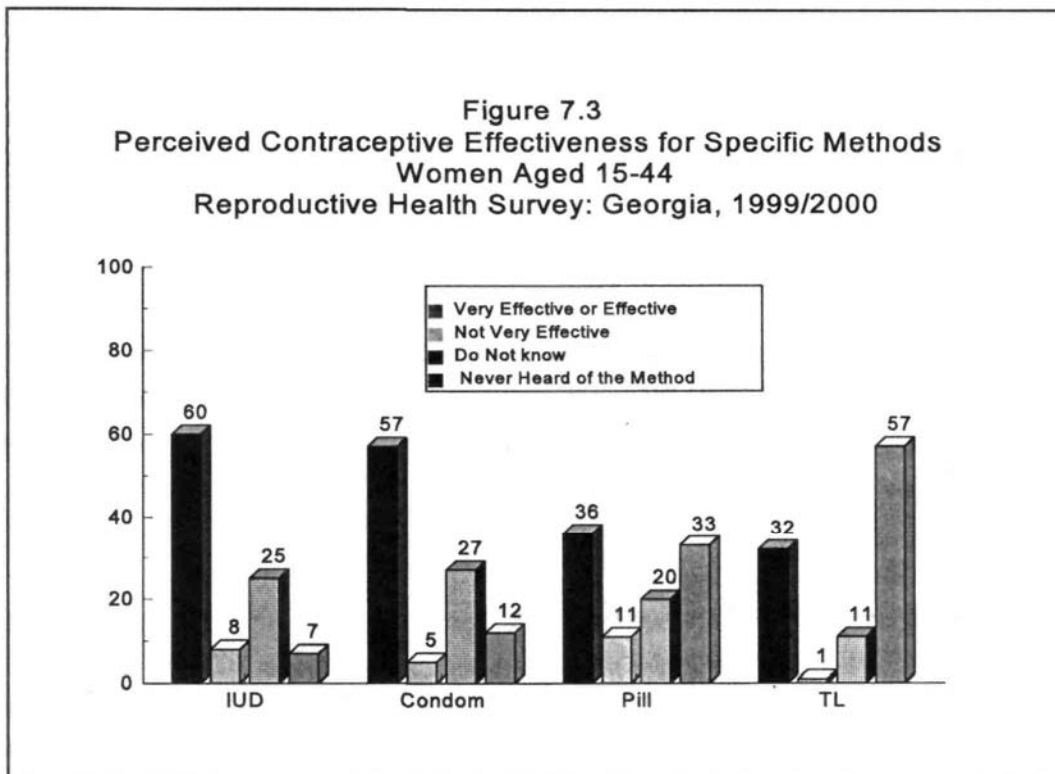 Figure 7.3
Perceived Contraceptive Effectiveness for Specific Methods
Women Aged 15-44
Reproductive Health Survey: Georgia, 1999/2000
100
80
60
40
20
0
Very Effective or Effective
Not Very Effective
Do Not know
Never Heard of the Method
60
8
25
7
57
5
27
12
36
11
20
33
32
1
11
57
IUD Condom Pill TL